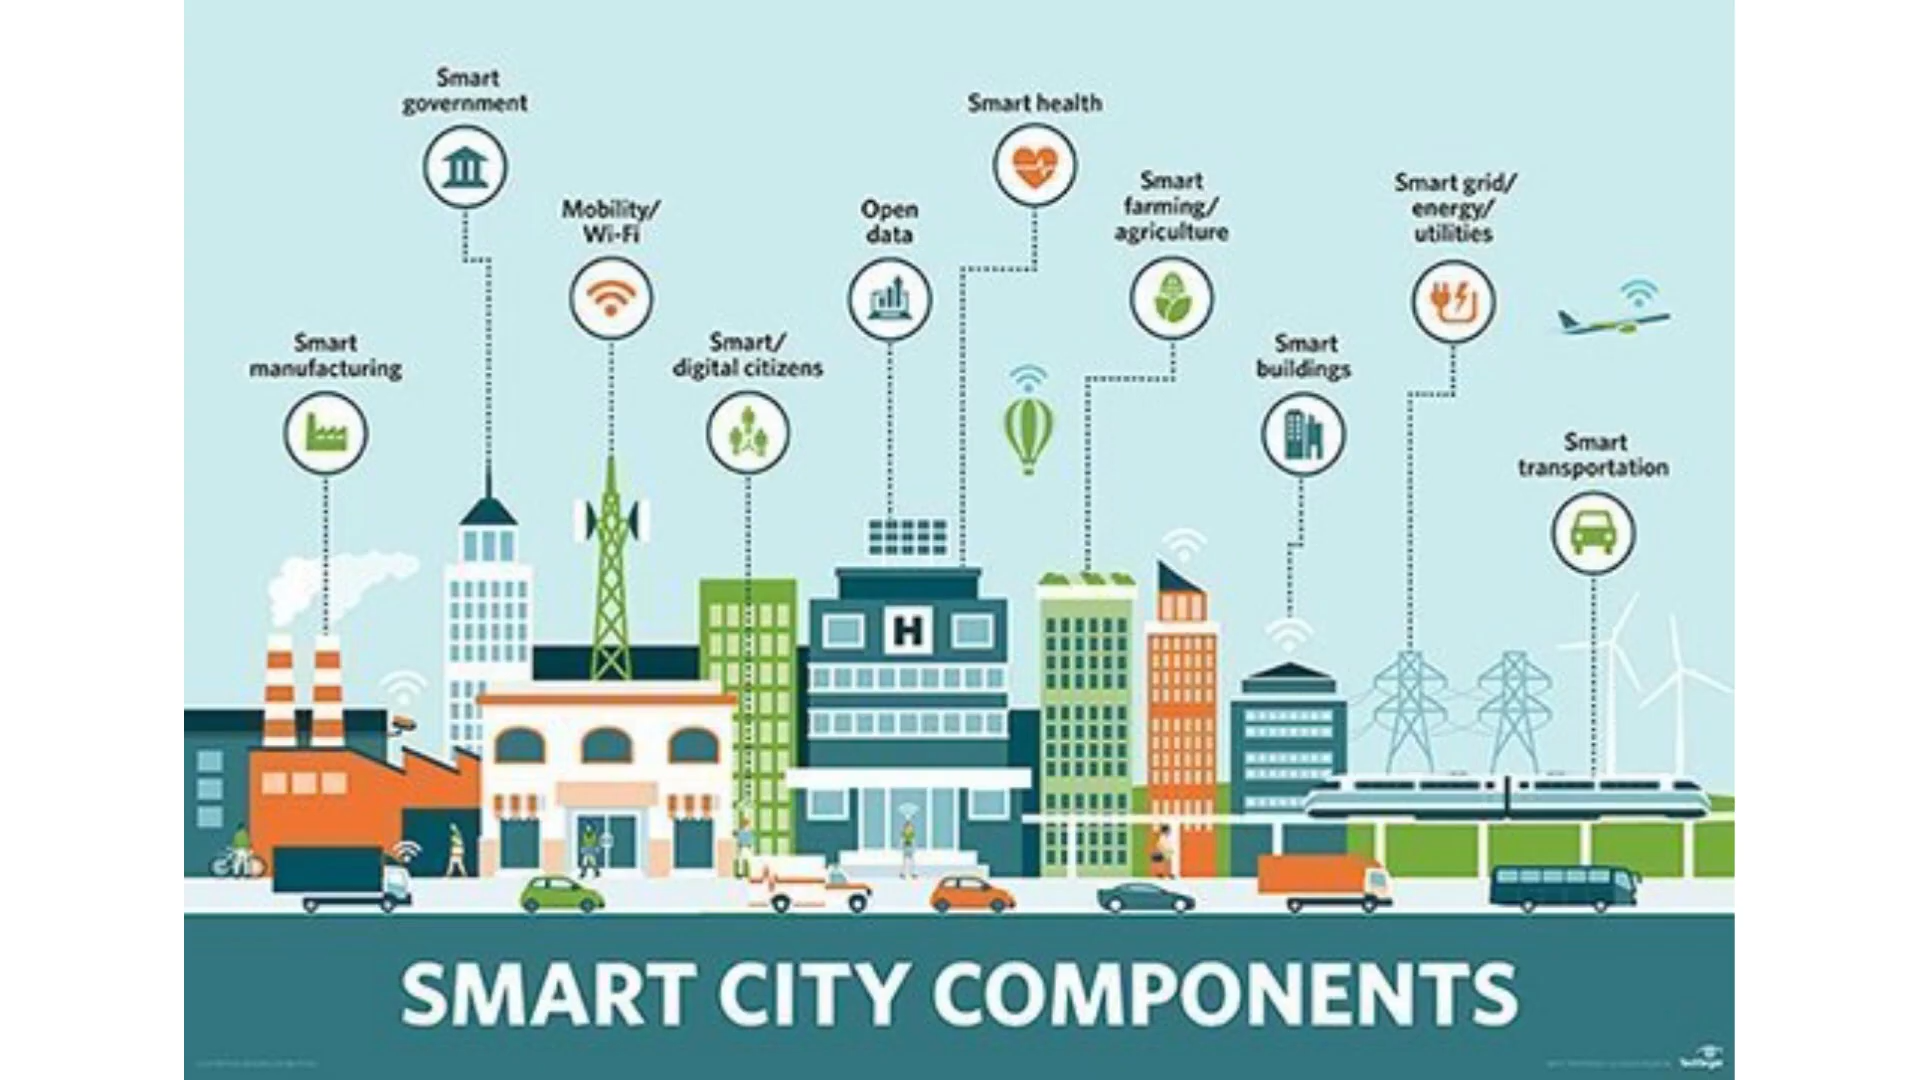 Smart
government
Smart health
Smart
farming/
agriculture
Smart grid/
energy/
utilities
Mobility/
Wi-Fi
Open
data
Smart
manufacturing
Smart/
digital citizens
Smart
buildings
Smart
transportation
H
SMART CITY COMPONENTS
TechTarget